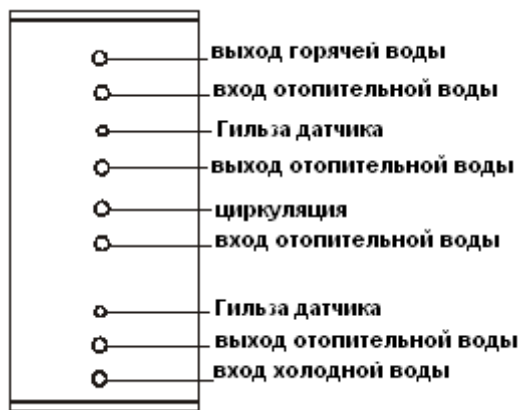 выход горячей воды
вход отопительной воды
Гильза датчика
выход отопительной воды
циркуляция
вход отопительной воды
Гильза датчика
выход отопительной воды
вход холодной воды